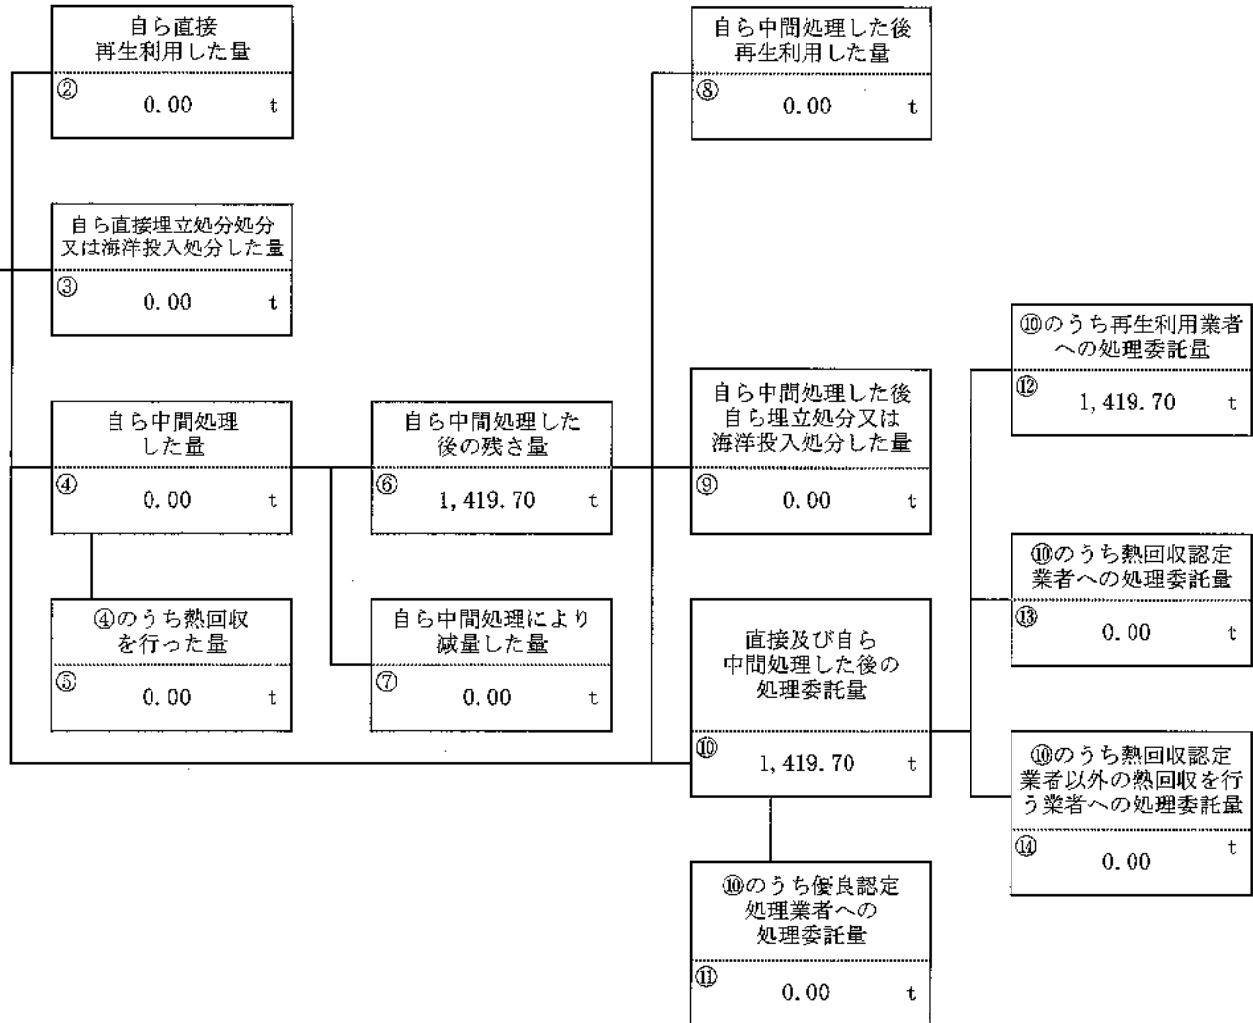 自ら直接
再生利用した量
②
0.00 t
自ら中間処理した後
再生利用した量
⑧
0.00 t
自ら直接埋立処分処分
又は海洋投入処分した量
③
0.00 t
⑩のうち再生利用業者
への処理委託量
⑫
1,419.70 t
自ら中間処理
した量
④
0.00 t
自ら中間処理した
後の残さ量
⑥
1,419.70 t
自ら中間処理した後
自ら埋立処分又は
海洋投入処分した量
⑨
0.00 t
⑩のうち熱回収認定
業者への処理委託量
⑬
0.00 t
④のうち熱回収
を行った量
⑤
0.00 t
自ら中間処理により
減量した量
⑦
0.00 t
直接及び自ら
中間処理した後の
処理委託量
⑩
1,419.70 t
⑩のうち熱回収認定
業者以外の熱回収を行
う業者への処理委託量
⑭
0.00 t
⑩のうち優良認定
処理業者への
処理委託量
⑪
0.00 t